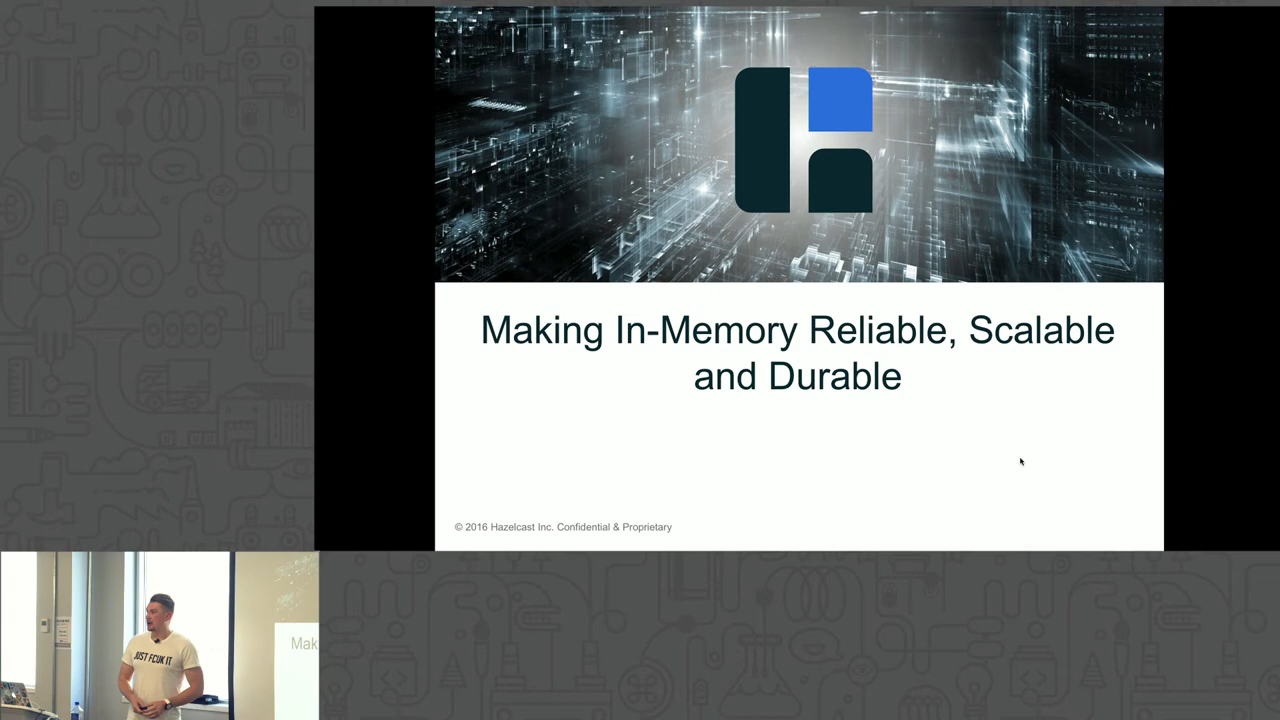 Making In-Memory Reliable, Scalable
and Durable
© 2016 Hazelcast Inc. Confidential & Proprietary
JUST FCUK IT
Mak